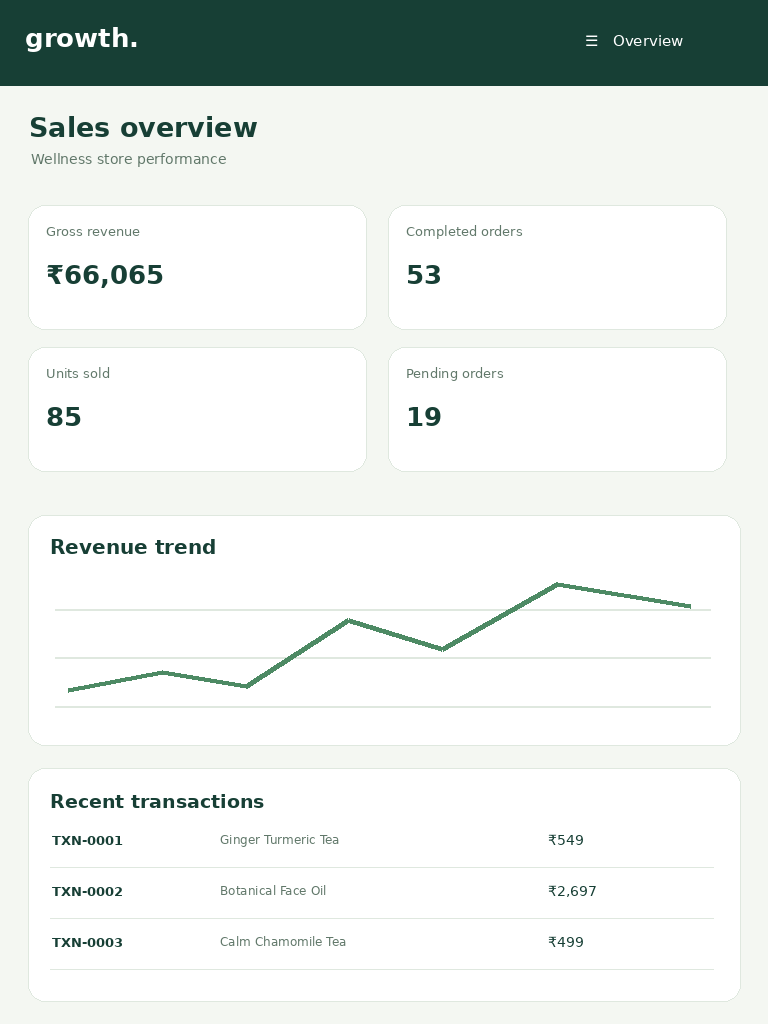 growth.
☰ Overview
Sales overview
Wellness store performance
Gross revenue
₹66,065
Completed orders
53
Units sold
85
Pending orders
19
Revenue trend
Recent transactions
TXN-0001 Ginger Turmeric Tea ₹549
TXN-0002 Botanical Face Oil ₹2,697
TXN-0003 Calm Chamomile Tea ₹499